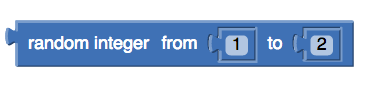 random integer from 1 to 2